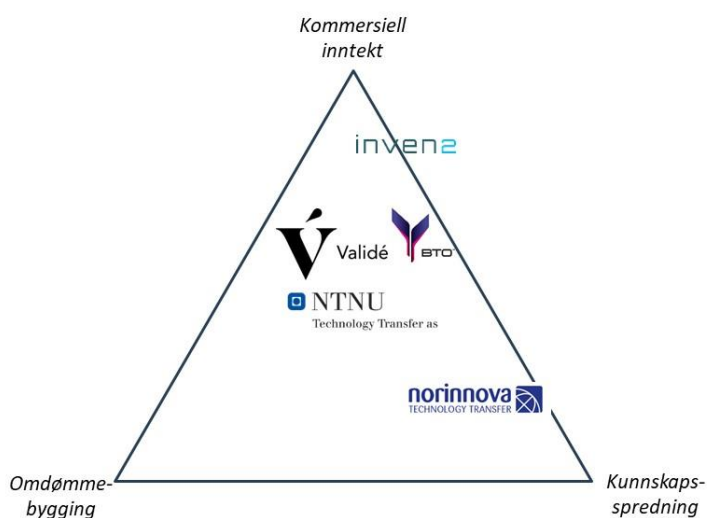 Kommersiell
inntekt
inven2
Validé
BTO
NTNU
Technology Transfer as
norinnova
TECHNOLOGY TRANSFER
Omdømme-
bygging
Kunnskaps-
spredning